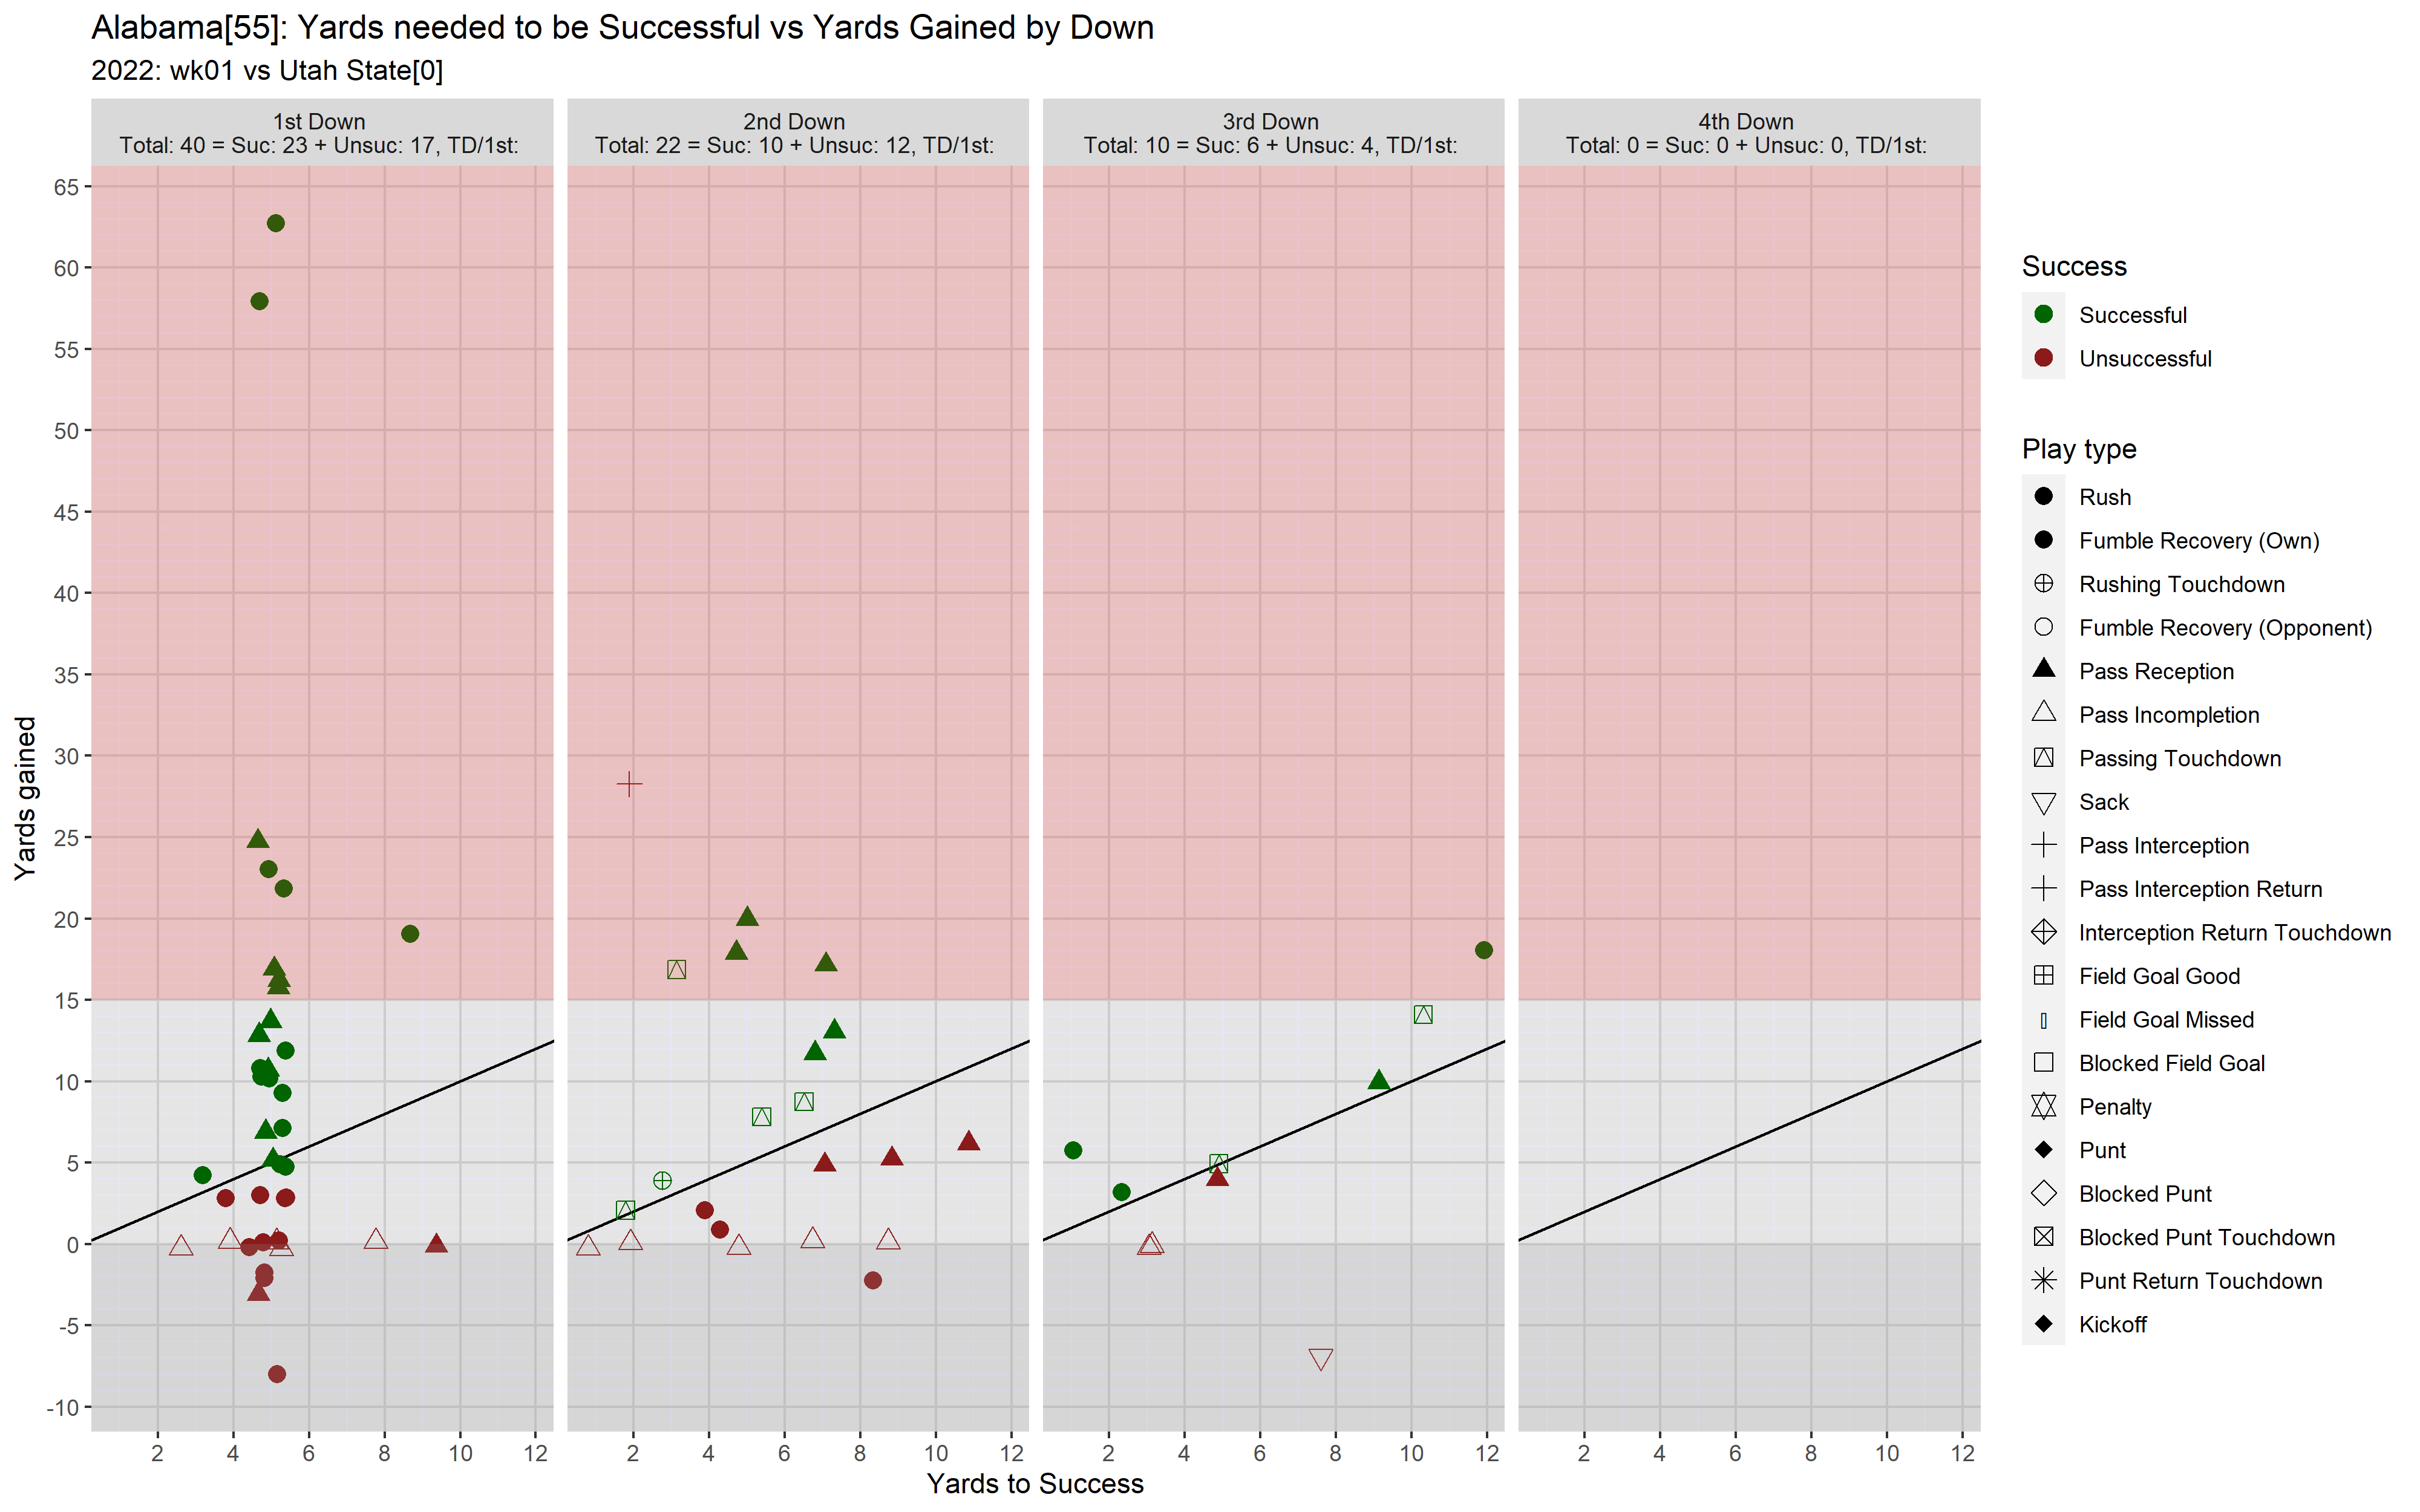 Alabama[55]: Yards needed to be Successful vs Yards Gained by Down
2022: wk01 vs Utah State[0]
1st Down
Total: 40 = Suc: 23 + Unsuc: 17, TD/1st:
2nd Down
Total: 22 = Suc: 10 + Unsuc: 12, TD/1st:
3rd Down
Total: 10 = Suc: 6 + Unsuc: 4, TD/1st:
4th Down
Total: 0 = Suc: 0 + Unsuc: 0, TD/1st:
Yards gained
65
60
55
50
45
40
35
30
25
20
15
10
5
0
-5
-10
2 4 6 8 10 12
2 4 6 8 10 12
2 4 6 8 10 12
2 4 6 8 10 12
Yards to Success
Success
Successful
Unsuccessful
Play type
Rush
Fumble Recovery (Own)
Rushing Touchdown
Fumble Recovery (Opponent)
Pass Reception
Pass Incompletion
Passing Touchdown
Sack
Pass Interception
Pass Interception Return
Interception Return Touchdown
Field Goal Good
Field Goal Missed
Blocked Field Goal
Penalty
Punt
Blocked Punt
Blocked Punt Touchdown
Punt Return Touchdown
Kickoff